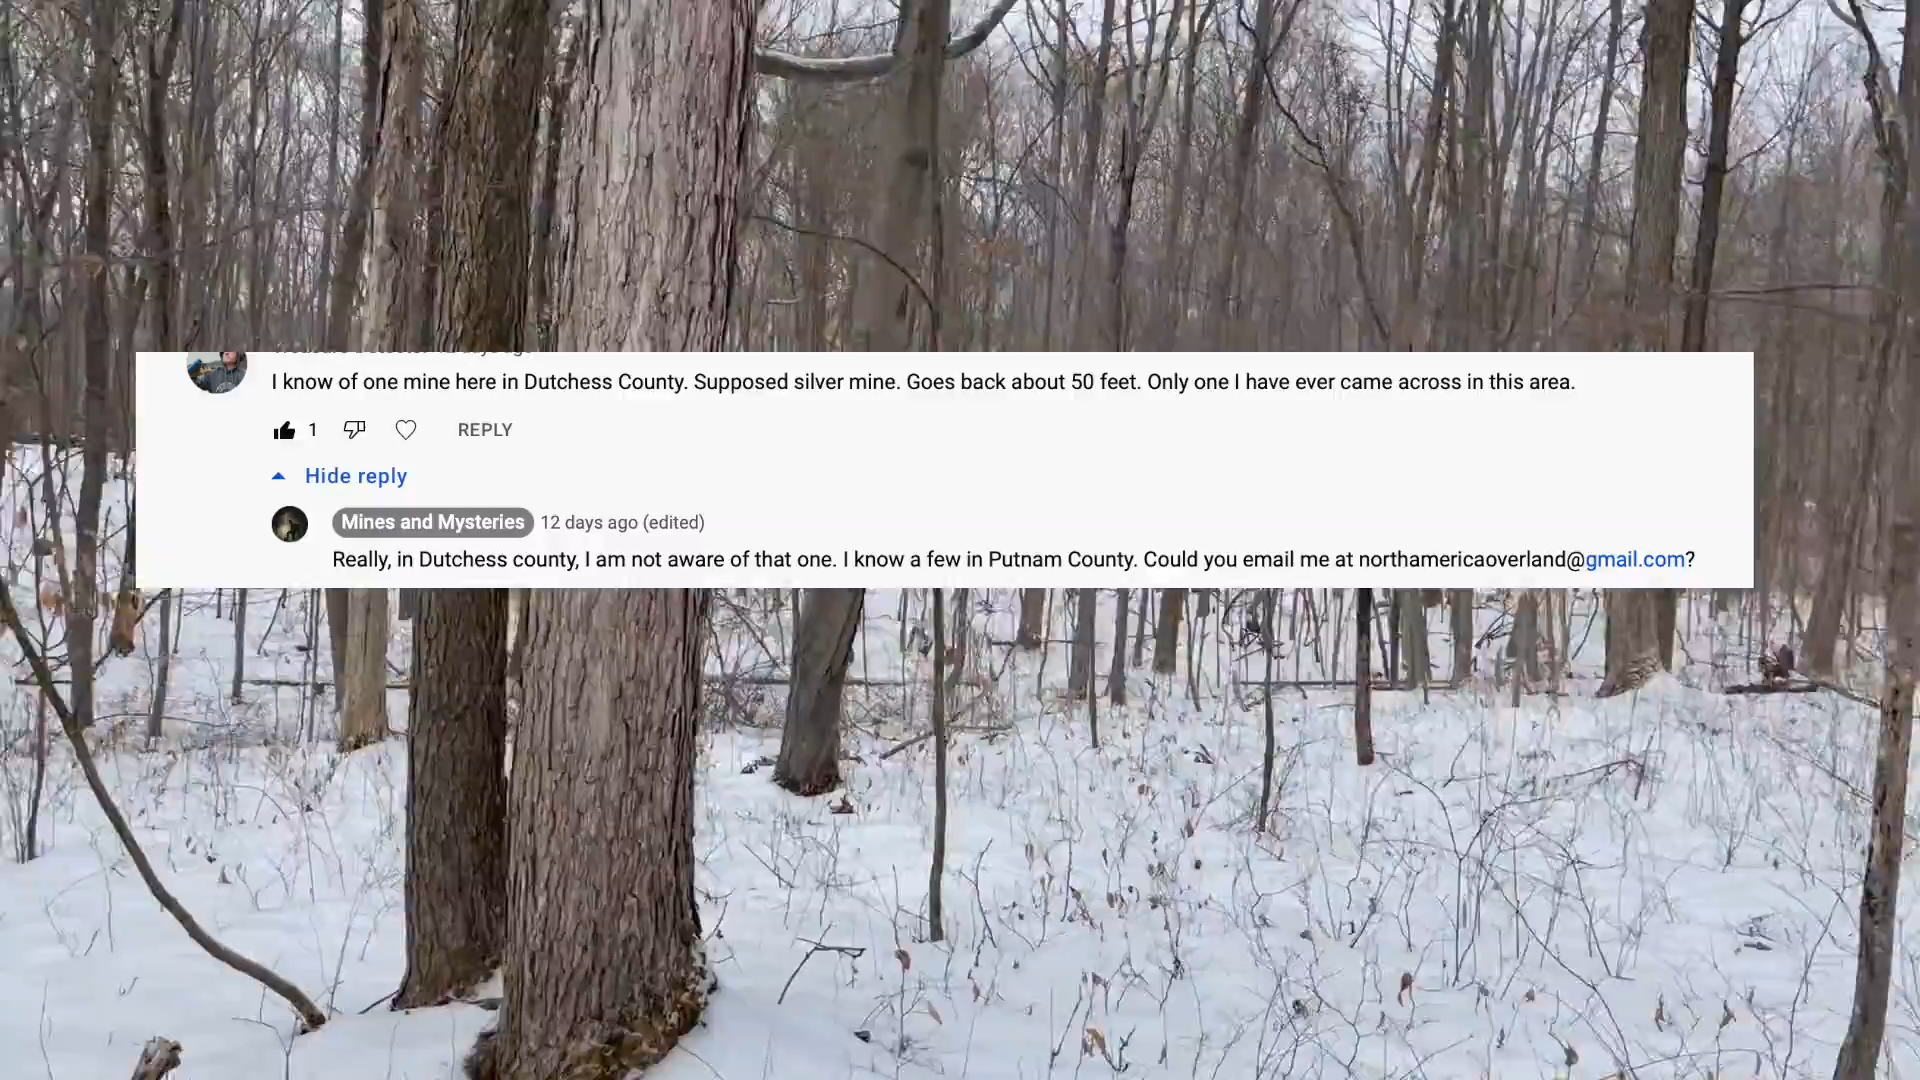 I know of one mine here in Dutchess County. Supposed silver mine. Goes back about 50 feet. Only one I have ever came across in this area.
1
REPLY
Hide reply
Mines and Mysteries 12 days ago (edited)
Really, in Dutchess county, I am not aware of that one. I know a few in Putnam County. Could you email me at northamericaoverland@gmail.com?